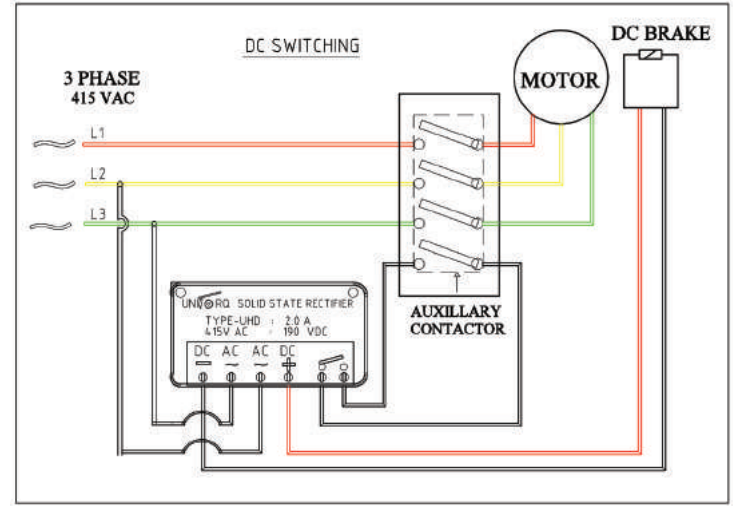 DC SWITCHING
DC BRAKE
3 PHASE
415 VAC
MOTOR
L1
L2
L3
SOLID STATE RECTIFIER
TYPE-UHD : 2.0 A
415V AC : 190 VDC
DC AC AC DC
AUXILLARY
CONTACTOR